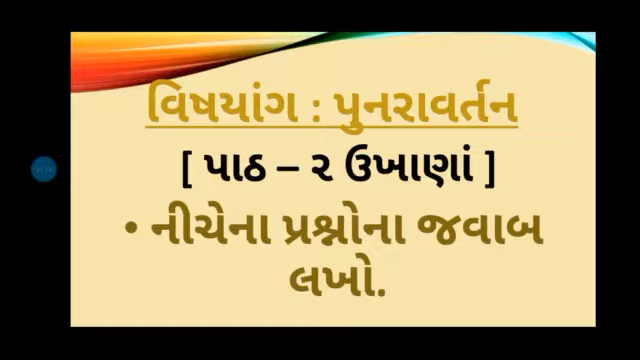 વિષયાંગ : પુનરાવર્તન
[ પાઠ – ૨ ઉખાણાં ]
• નીચેના પ્રશ્નોના જવાબ
લખો.